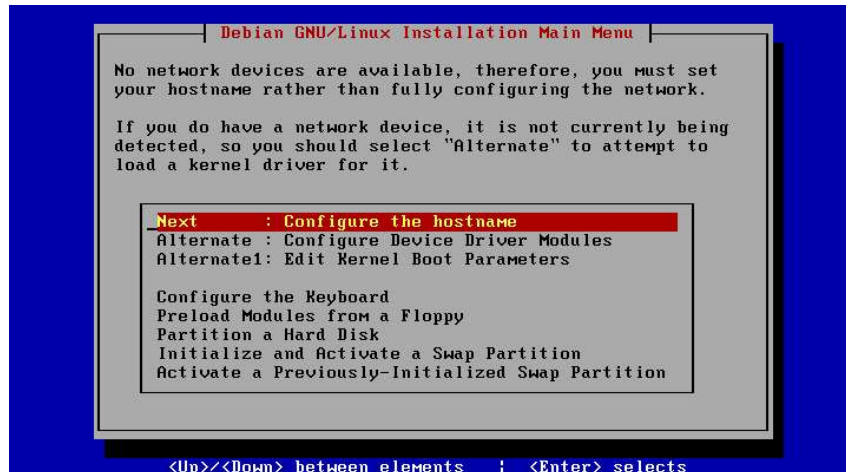 Debian GNU/Linux Installation Main Menu
No network devices are available, therefore, you must set
your hostname rather than fully configuring the network.
If you do have a network device, it is not currently being
detected, so you should select "Alternate" to attempt to
load a kernel driver for it.
Next : Configure the hostname
Alternate : Configure Device Driver Modules
Alternate1: Edit Kernel Boot Parameters
Configure the Keyboard
Preload Modules from a Floppy
Partition a Hard Disk
Initialize and Activate a Swap Partition
Activate a Previously-Initialized Swap Partition
<Up>/<Down> between elements ¦ <Enter> selects